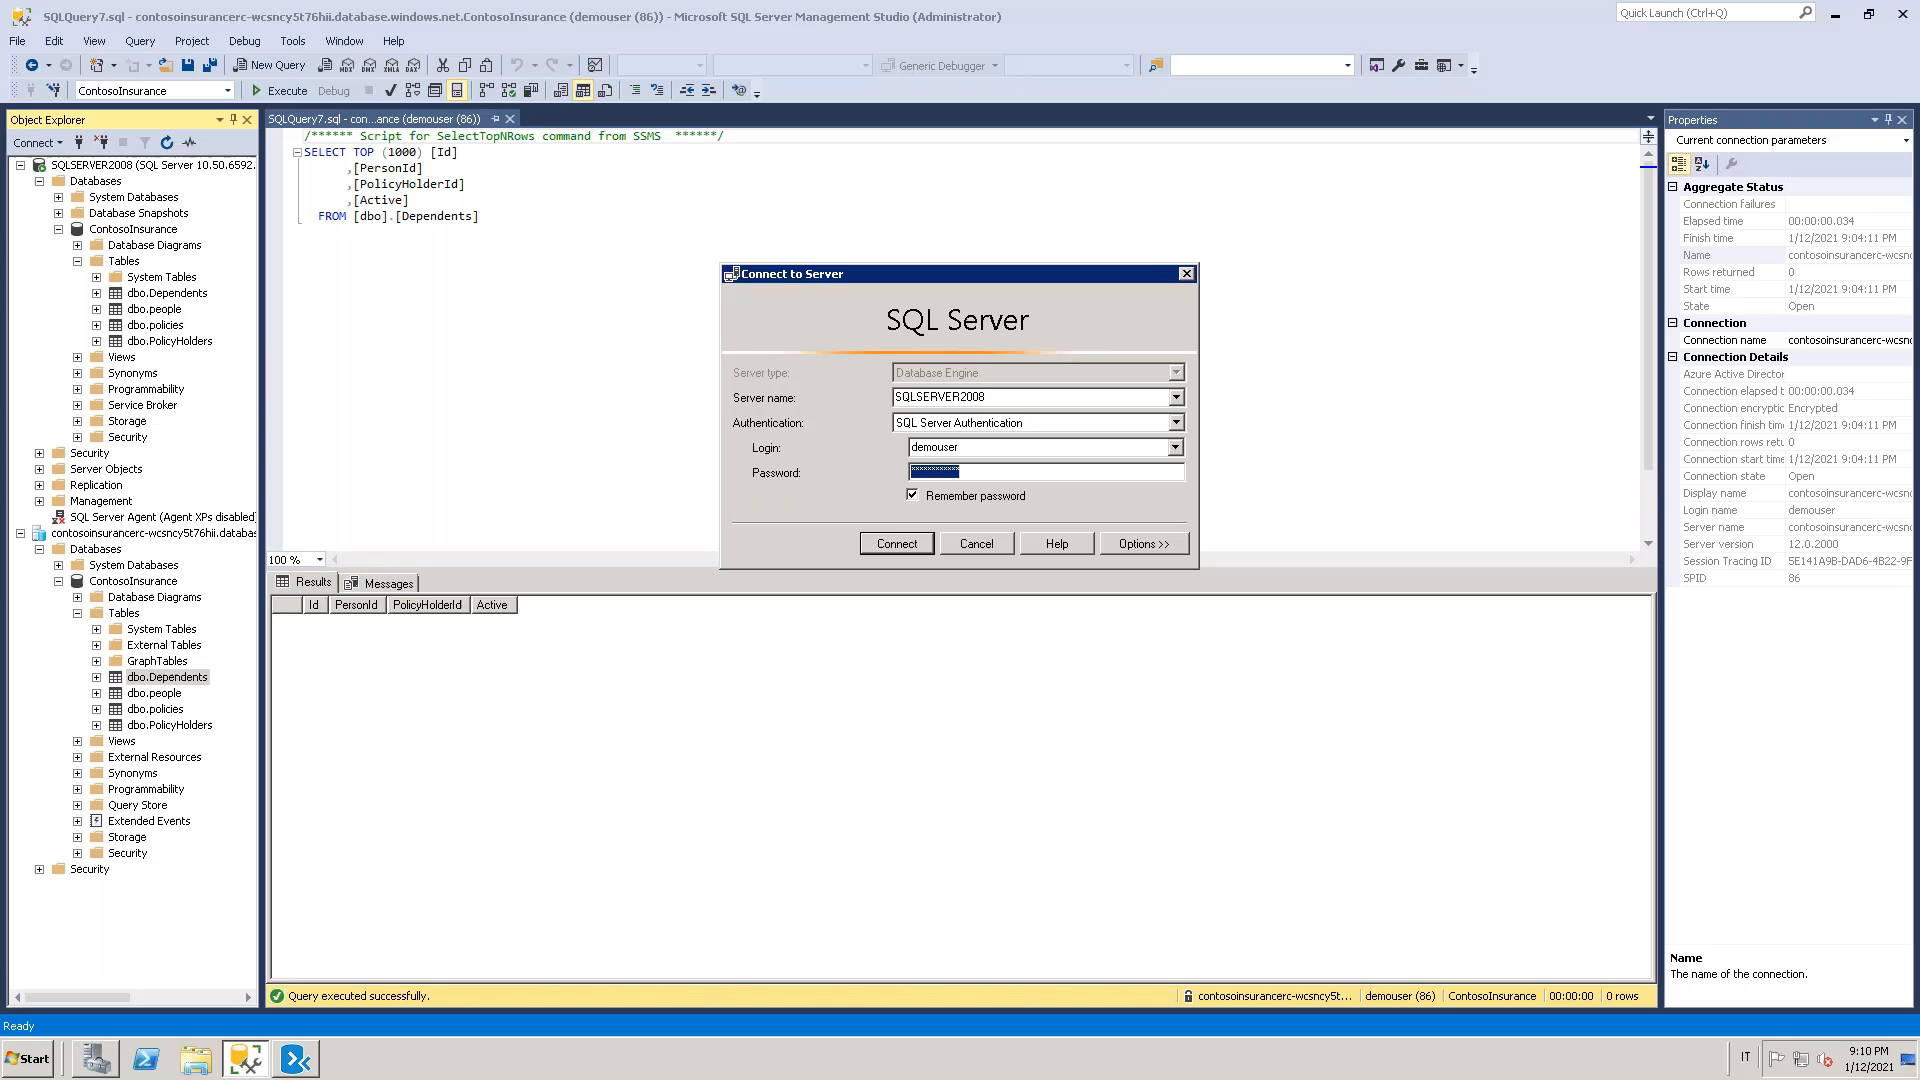 SQLQuery7.sql - contosoinsurancerc-wcsncy5t76hii.database.windows.net.ContosoInsurance (demouser (86)) - Microsoft SQL Server Management Studio (Administrator)
Quick Launch (Ctrl+Q)
File Edit View Query Project Debug Tools Window Help
New Query
Generic Debugger
ContosoInsurance
Execute Debug
Object Explorer
Connect
SQLSERVER2008 (SQL Server 10.50.6592.
Databases
System Databases
Database Snapshots
ContosoInsurance
Database Diagrams
Tables
System Tables
dbo.Dependents
dbo.people
dbo.policies
dbo.PolicyHolders
Views
Synonyms
Programmability
Service Broker
Storage
Security
Security
Server Objects
Replication
Management
SQL Server Agent (Agent XPs disabled)
contosoinsurancerc-wcsncy5t76hii.databas
Databases
System Databases
ContosoInsurance
Database Diagrams
Tables
System Tables
External Tables
GraphTables
dbo.Dependents
dbo.people
dbo.policies
dbo.PolicyHolders
Views
External Resources
Synonyms
Programmability
Query Store
Extended Events
Storage
Security
Security
SQLQuery7.sql - con...ance (demouser (86))
/****** Script for SelectTopNRows command from SSMS  ******/
SELECT TOP (1000) [Id]
,[PersonId]
,[PolicyHolderId]
,[Active]
FROM [dbo].[Dependents]
100 %
Connect to Server
SQL Server
Server type: Database Engine
Server name: SQLSERVER2008
Authentication: SQL Server Authentication
Login: demouser
Password: ************
Remember password
Connect Cancel Help Options >>
Results Messages
Id PersonId PolicyHolderId Active
Query executed successfully.
contosoinsurancerc-wcsncy5t... demouser (86) ContosoInsurance 00:00:00 0 rows
Properties
Current connection parameters
Aggregate Status
Connection failures
Elapsed time 00:00:00.034
Finish time 1/12/2021 9:04:11 PM
Name contosoinsurancerc-wcsnc
Rows returned 0
Start time 1/12/2021 9:04:11 PM
State Open
Connection
Connection name contosoinsurancerc-wcsnc
Connection Details
Azure Active Director
Connection elapsed t 00:00:00.034
Connection encryptic Encrypted
Connection finish time 1/12/2021 9:04:11 PM
Connection rows retu 0
Connection start time 1/12/2021 9:04:11 PM
Connection state Open
Display name contosoinsurancerc-wcsnc
Login name demouser
Server name contosoinsurancerc-wcsnc
Server version 12.0.2000
Session Tracing ID 5E141A9B-DAD6-4B22-9F
SPID 86
Name
The name of the connection.
Ready
Start
IT
9:10 PM
1/12/2021